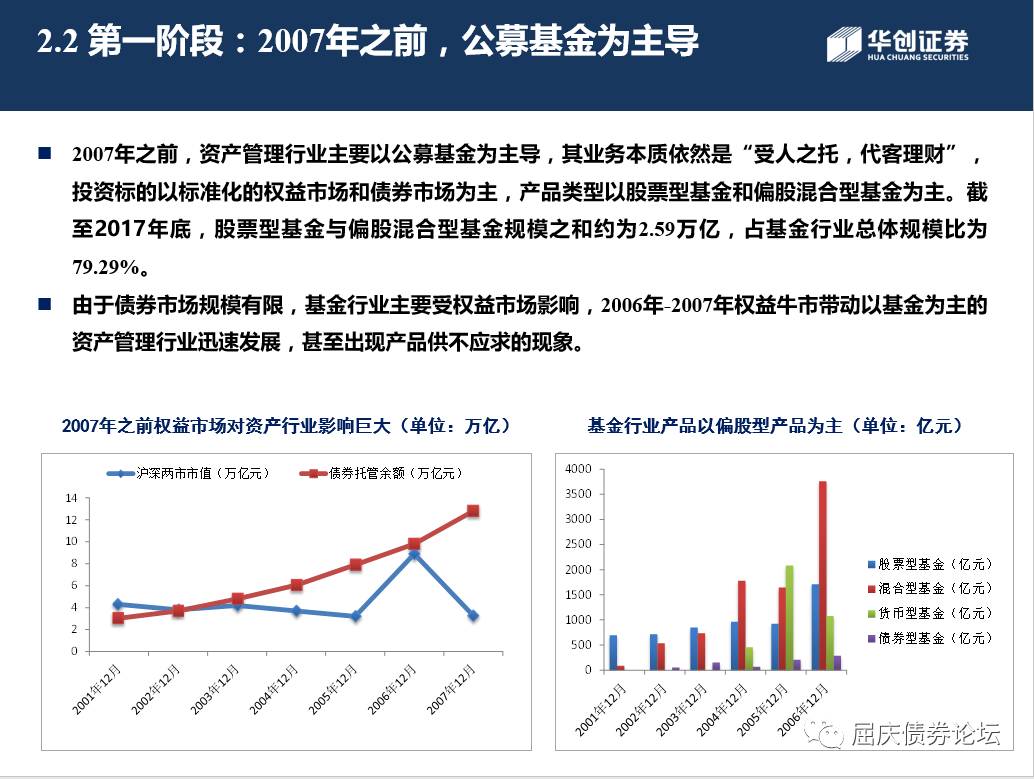 2.2 第一阶段：2007年之前，公募基金为主导
华创证券
HUA CHUANG SECURITIES
2007年之前，资产管理行业主要以公募基金为主导，其业务本质依然是“受人之托，代客理财”，
投资标的以标准化的权益市场和债券市场为主，产品类型以股票型基金和偏股混合型基金为主。截
至2017年底，股票型基金与偏股混合型基金规模之和约为2.59万亿，占基金行业总体规模比为
79.29%。
由于债券市场规模有限，基金行业主要受权益市场影响，2006年-2007年权益牛市带动以基金为主的
资产管理行业迅速发展，甚至出现产品供不应求的现象。
2007年之前权益市场对资产行业影响巨大（单位：万亿）
沪深两市市值（万亿元）
债券托管余额（万亿元）
14
12
10
8
6
4
2
0
2001年12月
2002年12月
2003年12月
2004年12月
2005年12月
2006年12月
2007年12月
基金行业产品以偏股型产品为主（单位：亿元）
4000
3500
3000
2500
2000
1500
1000
500
0
2001年12月
2002年12月
2003年12月
2004年12月
2005年12月
2006年12月
股票型基金（亿元）
混合型基金（亿元）
货币型基金（亿元）
债券型基金（亿元）
屈庆债券论坛